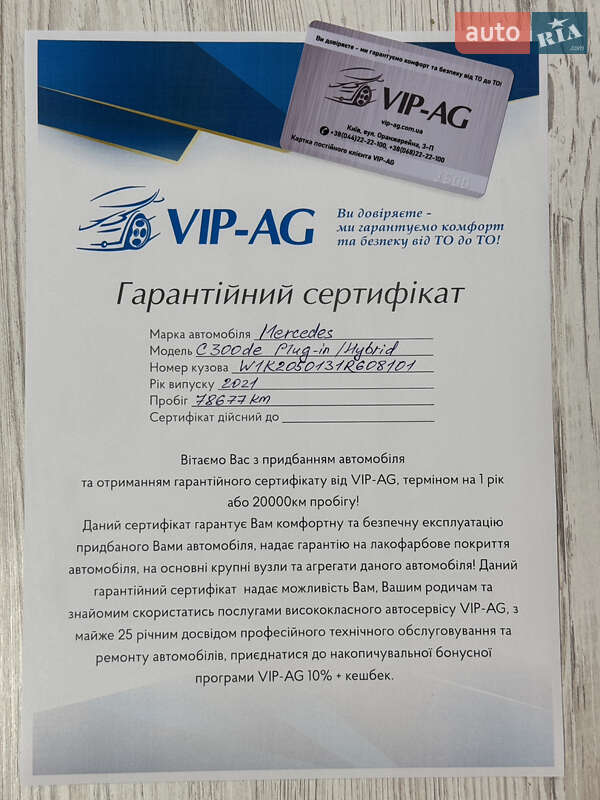 auto RIA.com
Ви довіряєте - ми гарантуємо комфорт та безпеку від ТО до ТО!
VIP-AG
vip-ag.com.ua
Київ, вул. Оранжерейна, 3-П
+38(044)22-22-100, +38(068)22-22-100
Картка постійного клієнта VIP-AG
VIP-AG
Ви довіряєте -
ми гарантуємо комфорт
та безпеку від ТО до ТО!
Гарантійний сертифікат
Марка автомобіля Mercedes
Модель C300de Plug-in/Hybrid
Номер кузова W1K2050131R608101
Рік випуску 2021
Пробіг 78677 km
Сертифікат дійсний до
Вітаємо Вас з придбанням автомобіля
та отриманням гарантійного сертифікату від VIP-AG, терміном на 1 рік
або 20000км пробігу!
Даний сертифікат гарантує Вам комфортну та безпечну експлуатацію
придбаного Вами автомобіля, надає гарантію на лакофарбове покриття
автомобіля, на основні крупні вузли та агрегати даного автомобіля! Даний
гарантійний сертифікат надає можливість Вам, Вашим родичам та
знайомим скористатись послугами висококласного автосервісу VIP-AG, з
майже 25 річним досвідом професійного технічного обслуговування та
ремонту автомобілів, приєднатися до накопичувальної бонусної
програми VIP-AG 10% + кешбек.